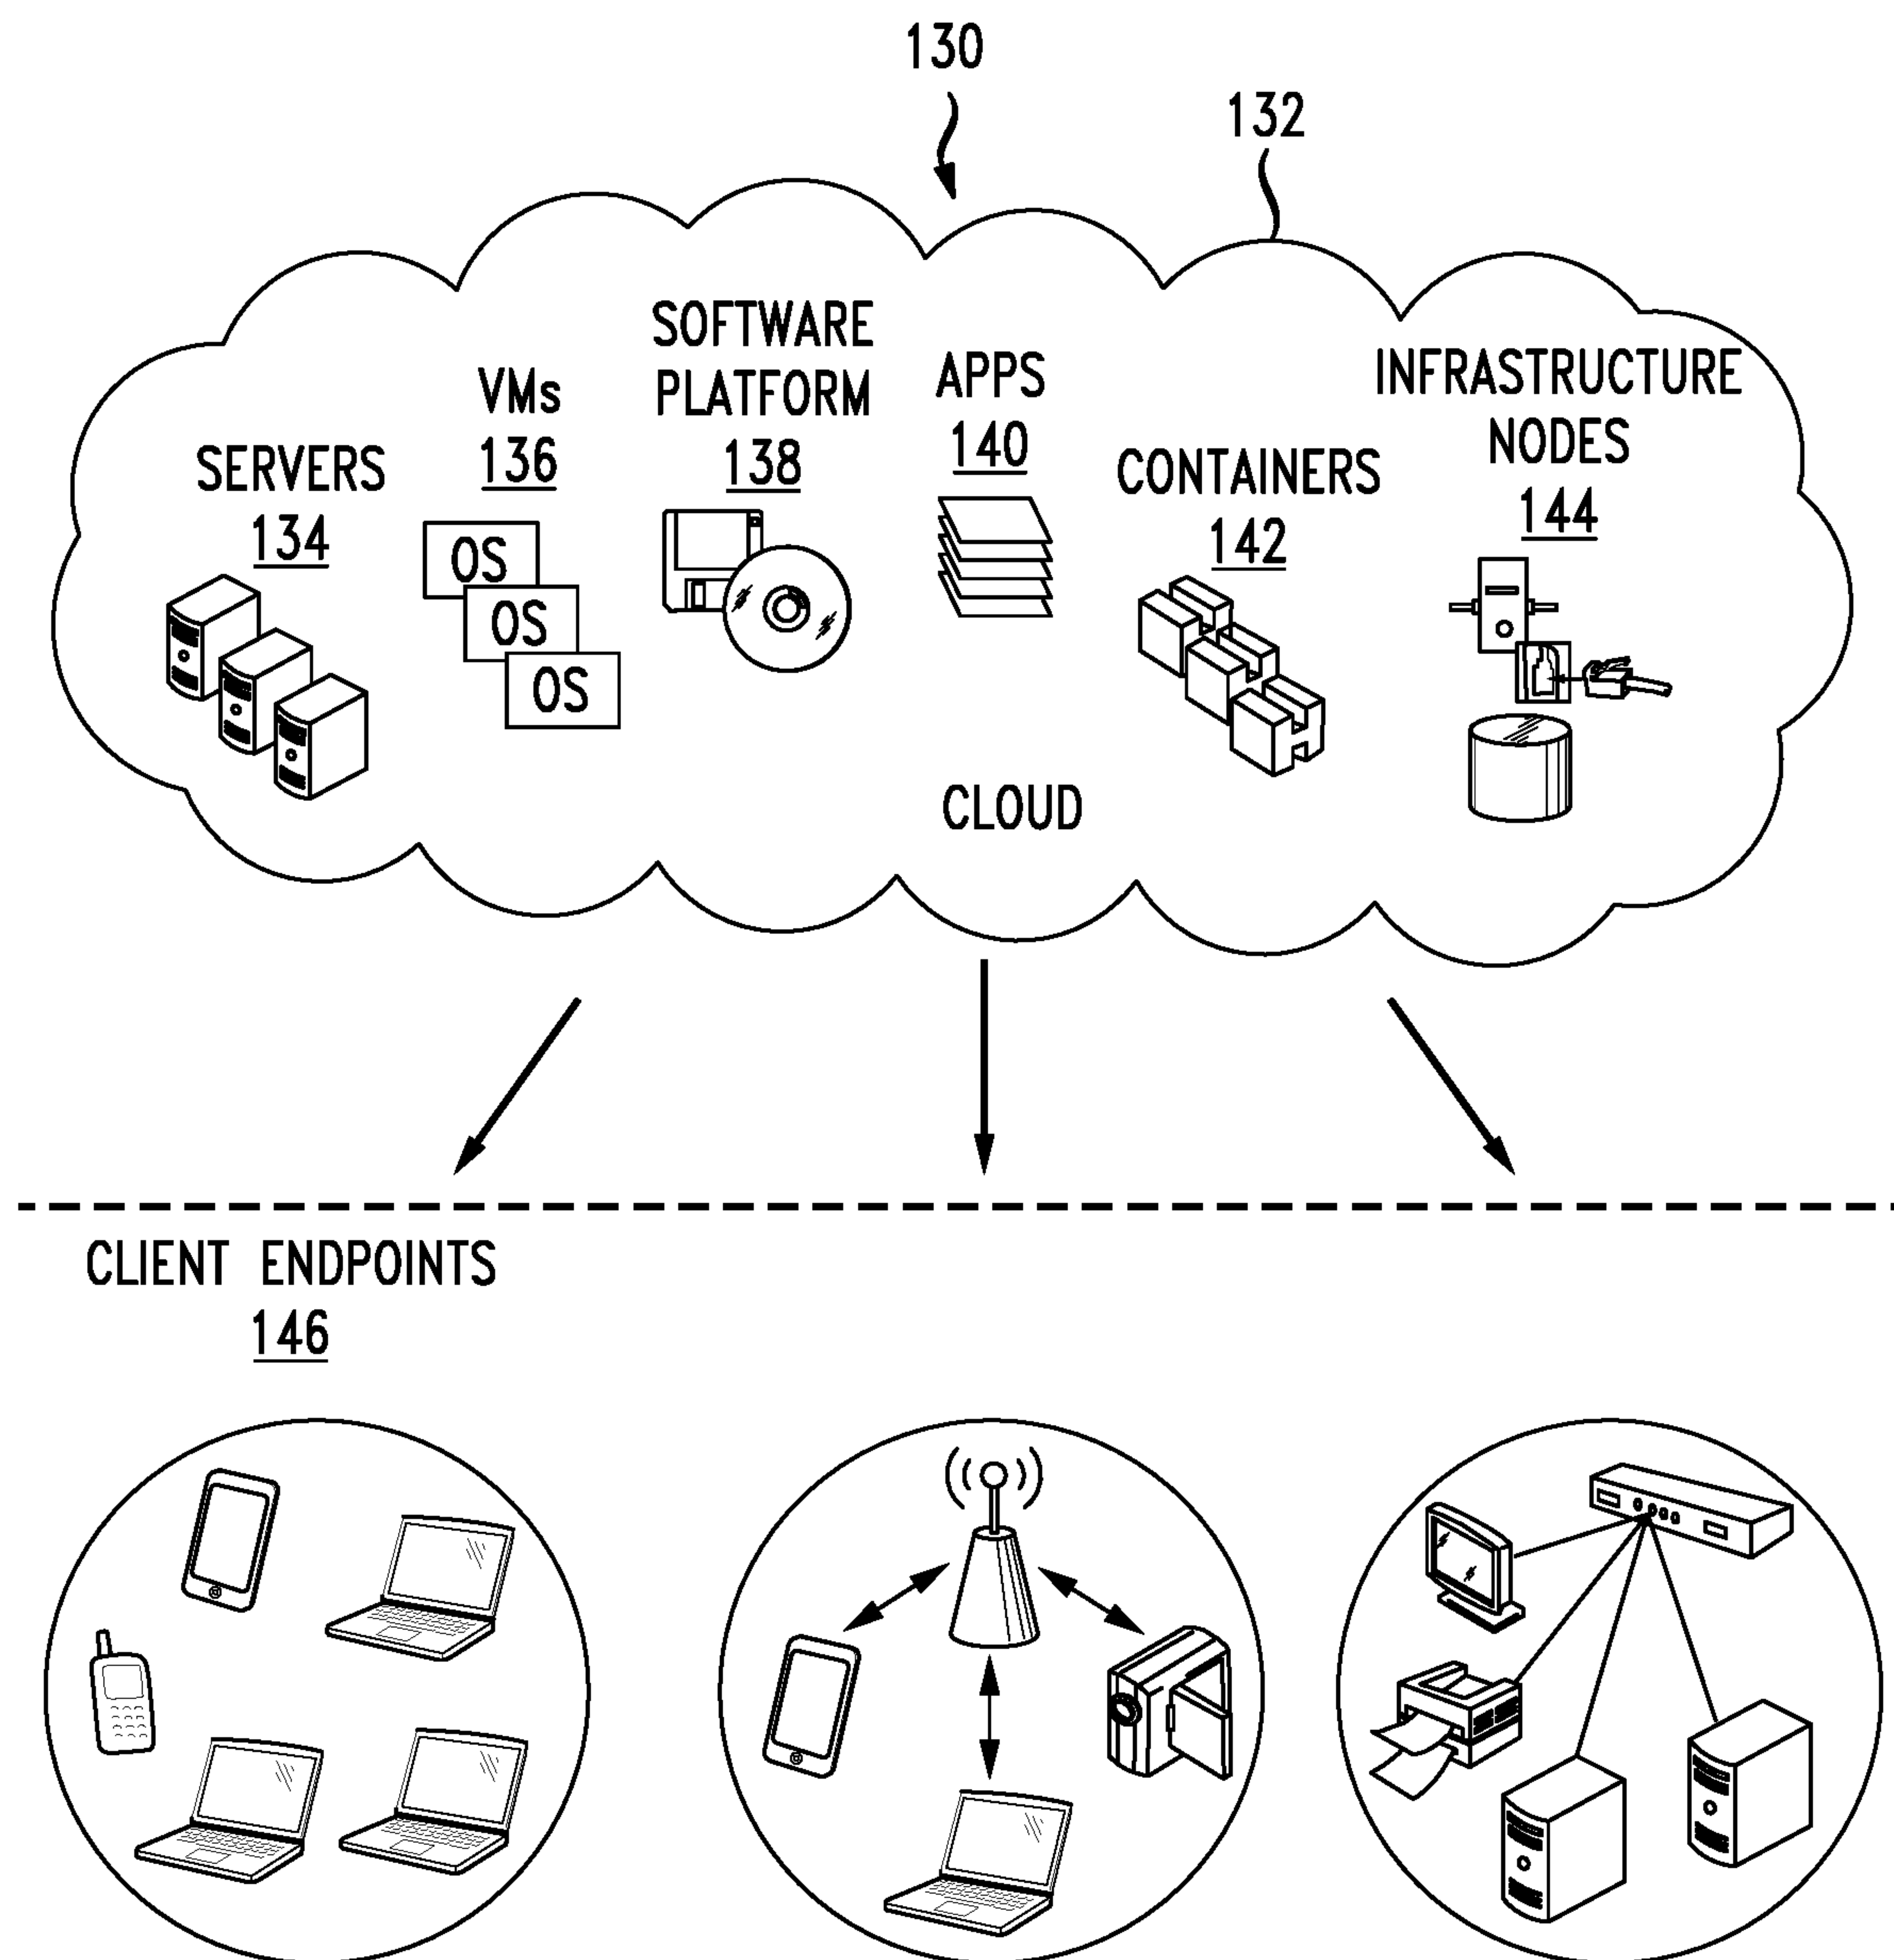 130
132
SERVERS
134
VMs
136
OS
OS
OS
SOFTWARE
PLATFORM
138
APPS
140
CONTAINERS
142
INFRASTRUCTURE
NODES
144
CLOUD
CLIENT ENDPOINTS
146